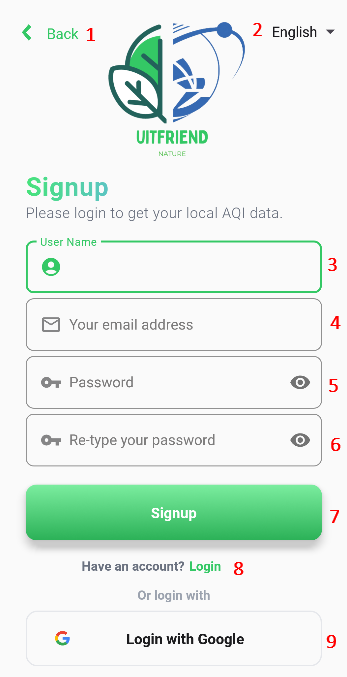 Back 1
2 English
UITFRIEND
NATURE
Signup
Please login to get your local AQI data.
User Name
3
Your email address 4
Password 5
Re-type your password 6
Signup 7
Have an account? Login 8
Or login with
Login with Google 9